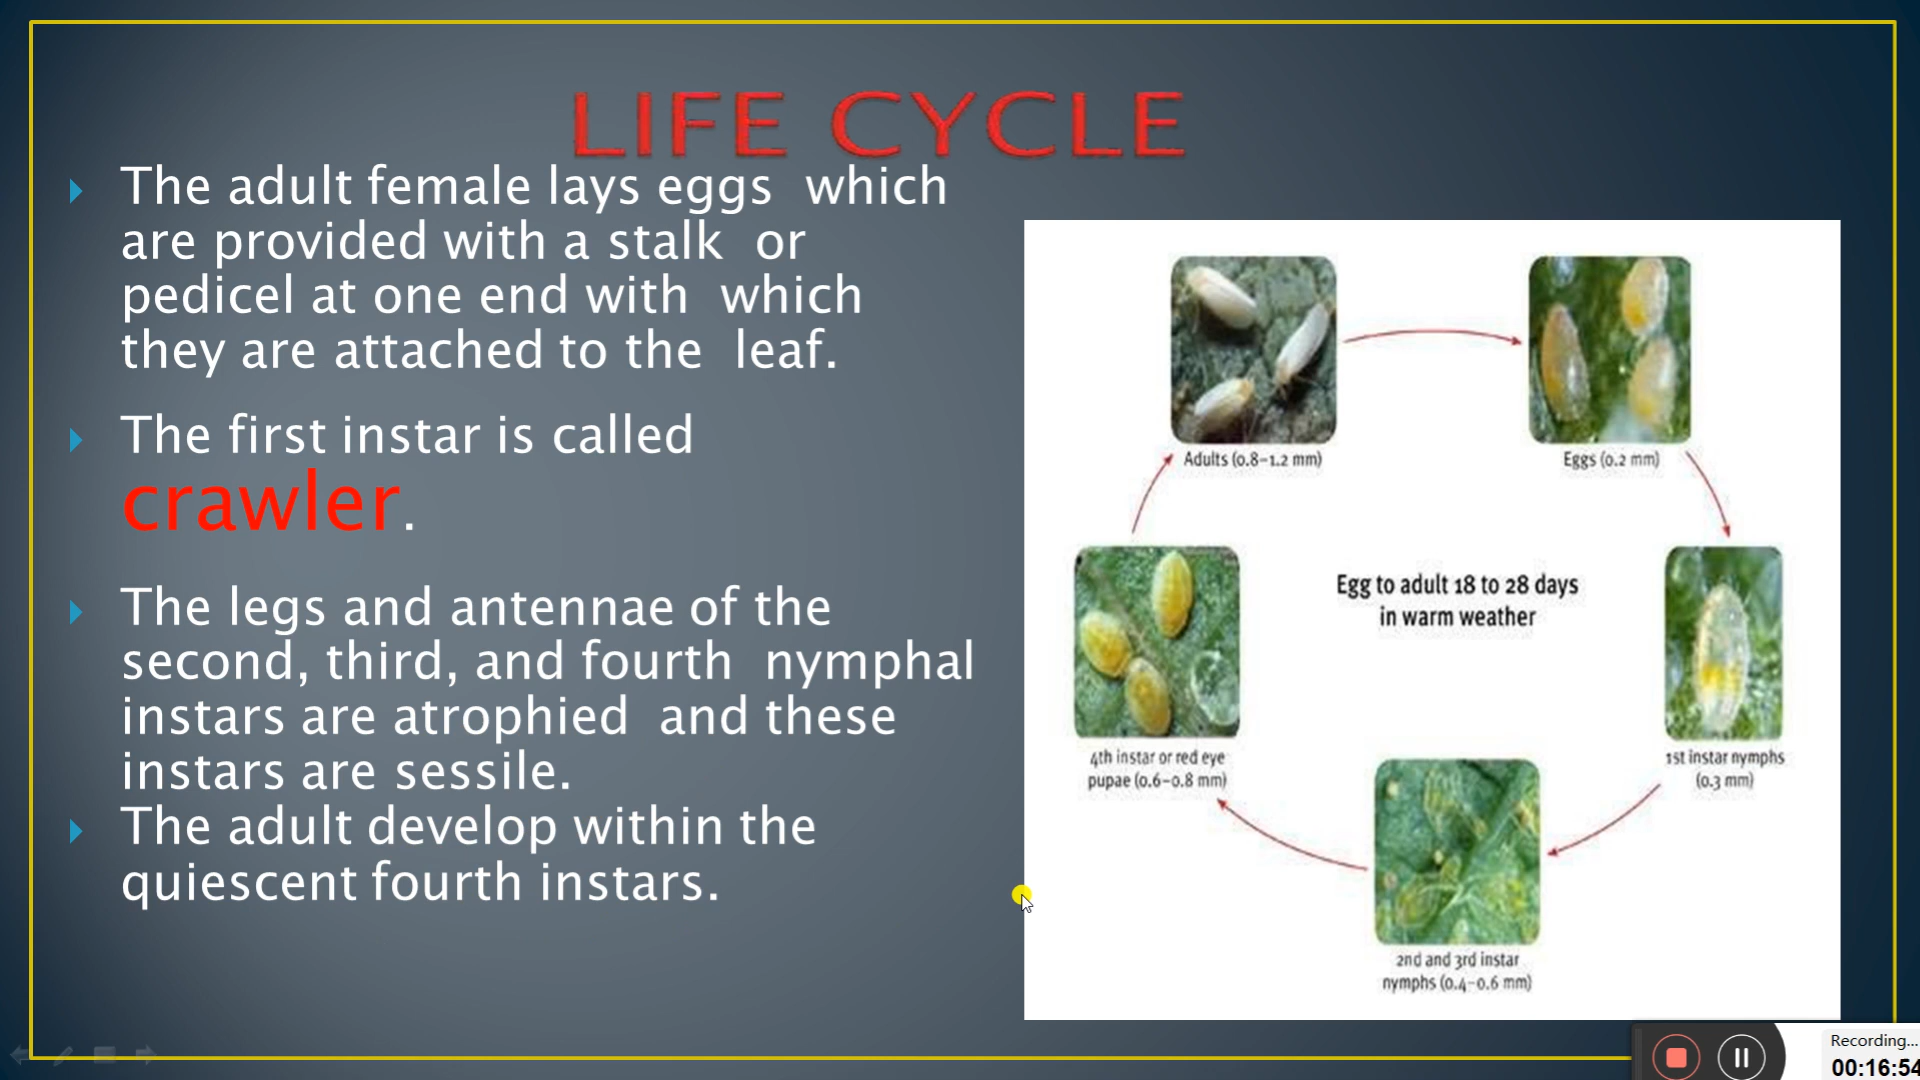 LIFE CYCLE
The adult female lays eggs which
are provided with a stalk or
pedicel at one end with which
they are attached to the leaf.
The first instar is called
crawler.
The legs and antennae of the
second, third, and fourth nymphal
instars are atrophied and these
instars are sessile.
The adult develop within the
quiescent fourth instars.
Adults (0.8–1.2 mm)
Eggs (0.2 mm)
Egg to adult 18 to 28 days
in warm weather
4th instar or red eye
pupae (0.6–0.8 mm)
1st instar nymphs
(0.3 mm)
2nd and 3rd instar
nymphs (0.4–0.6 mm)
Recording...
00:16:54